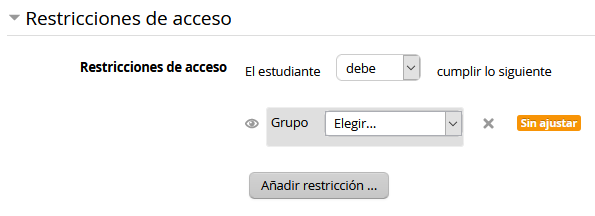 Restricciones de acceso
Restricciones de acceso El estudiante debe cumplir lo siguiente
Grupo Elegir... Sin ajustar
Añadir restricción ...